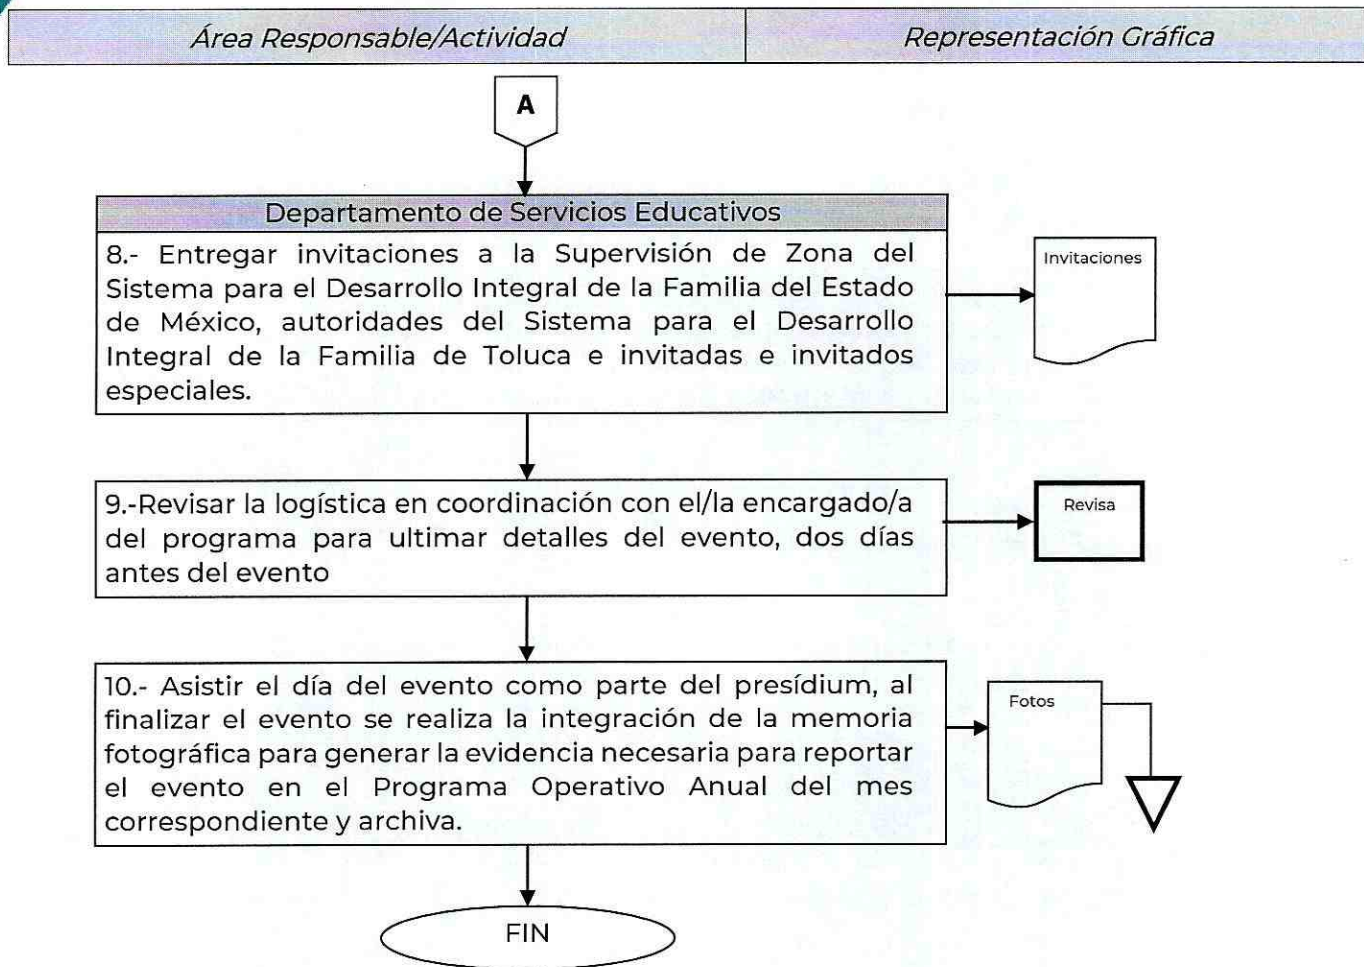 Área Responsable/Actividad
Representación Gráfica
A
Departamento de Servicios Educativos
8.- Entregar invitaciones a la Supervisión de Zona del
Sistema para el Desarrollo Integral de la Familia del Estado
de México, autoridades del Sistema para el Desarrollo
Integral de la Familia de Toluca e invitadas e invitados
especiales.
Invitaciones
9.-Revisar la logística en coordinación con el/la encargado/a
del programa para ultimar detalles del evento, dos días
antes del evento
Revisa
10.- Asistir el día del evento como parte del presídium, al
finalizar el evento se realiza la integración de la memoria
fotográfica para generar la evidencia necesaria para reportar
el evento en el Programa Operativo Anual del mes
correspondiente y archiva.
Fotos
FIN